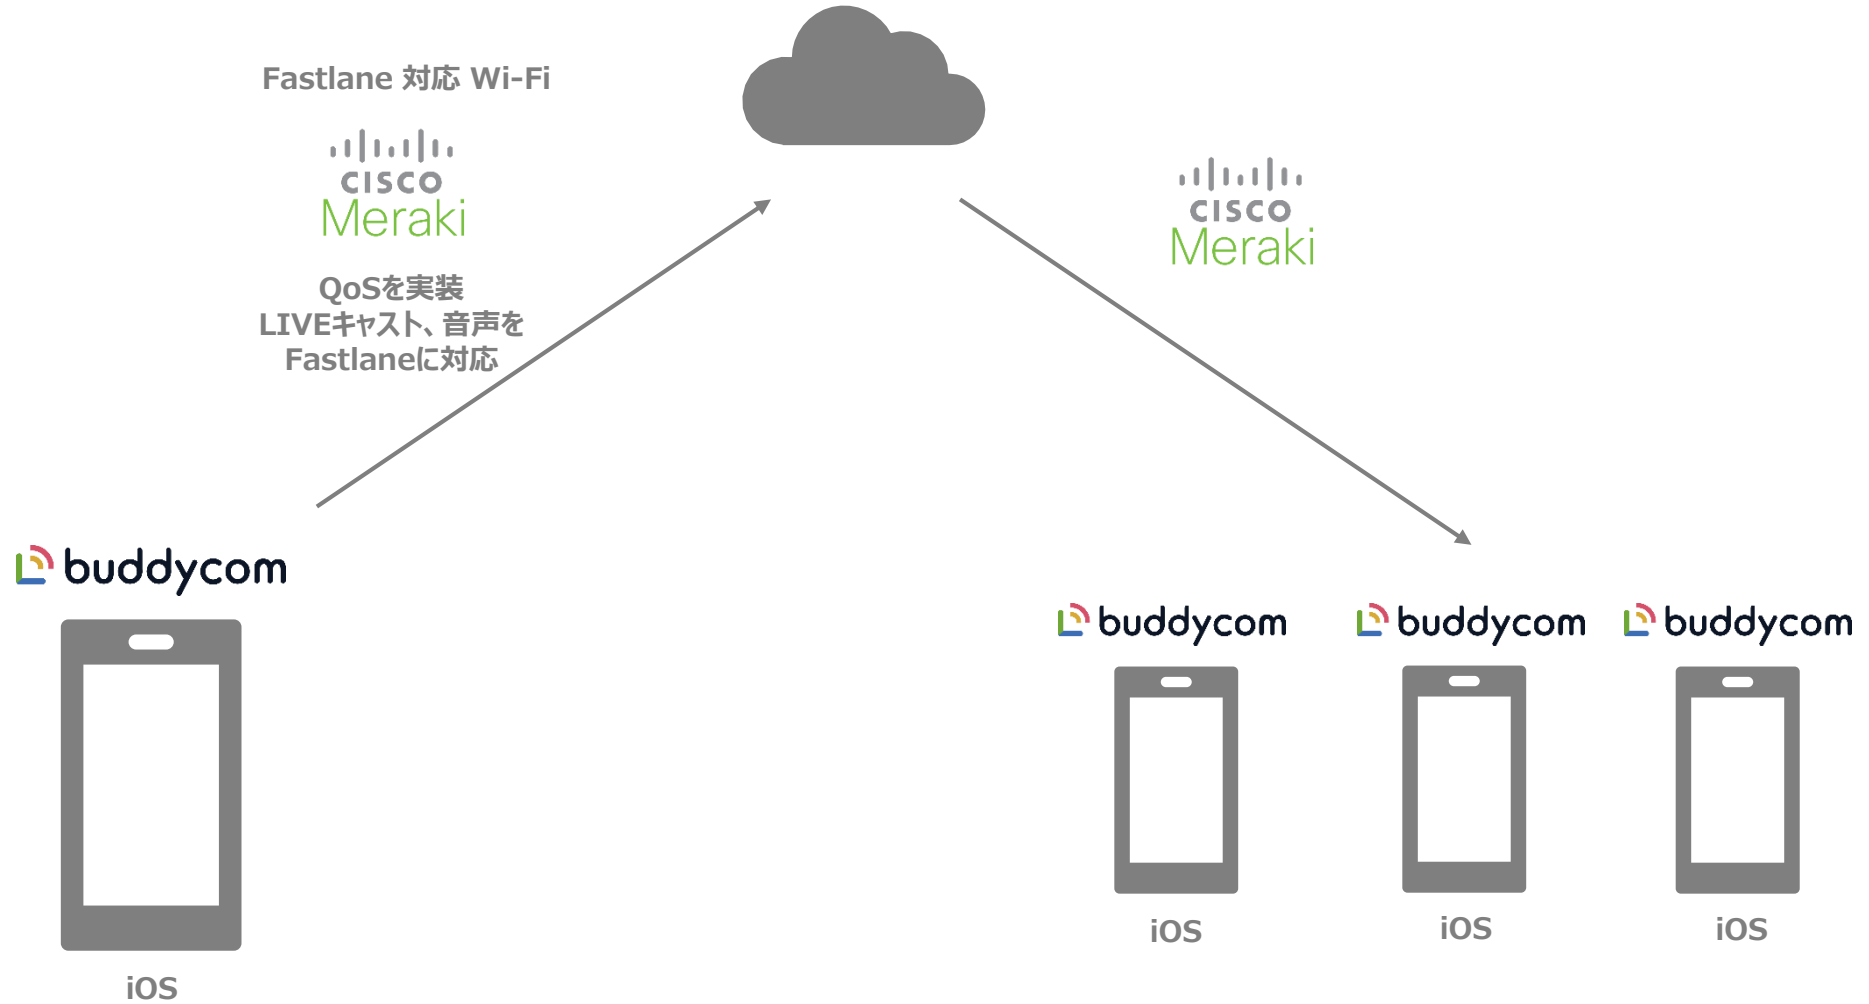 Fastlane 対応 Wi-Fi
CISCO
Meraki
QoSを実装
LIVEキャスト、音声を
Fastlaneに対応
CISCO
Meraki
buddycom
iOS
buddycom
buddycom
buddycom
iOS
iOS
iOS